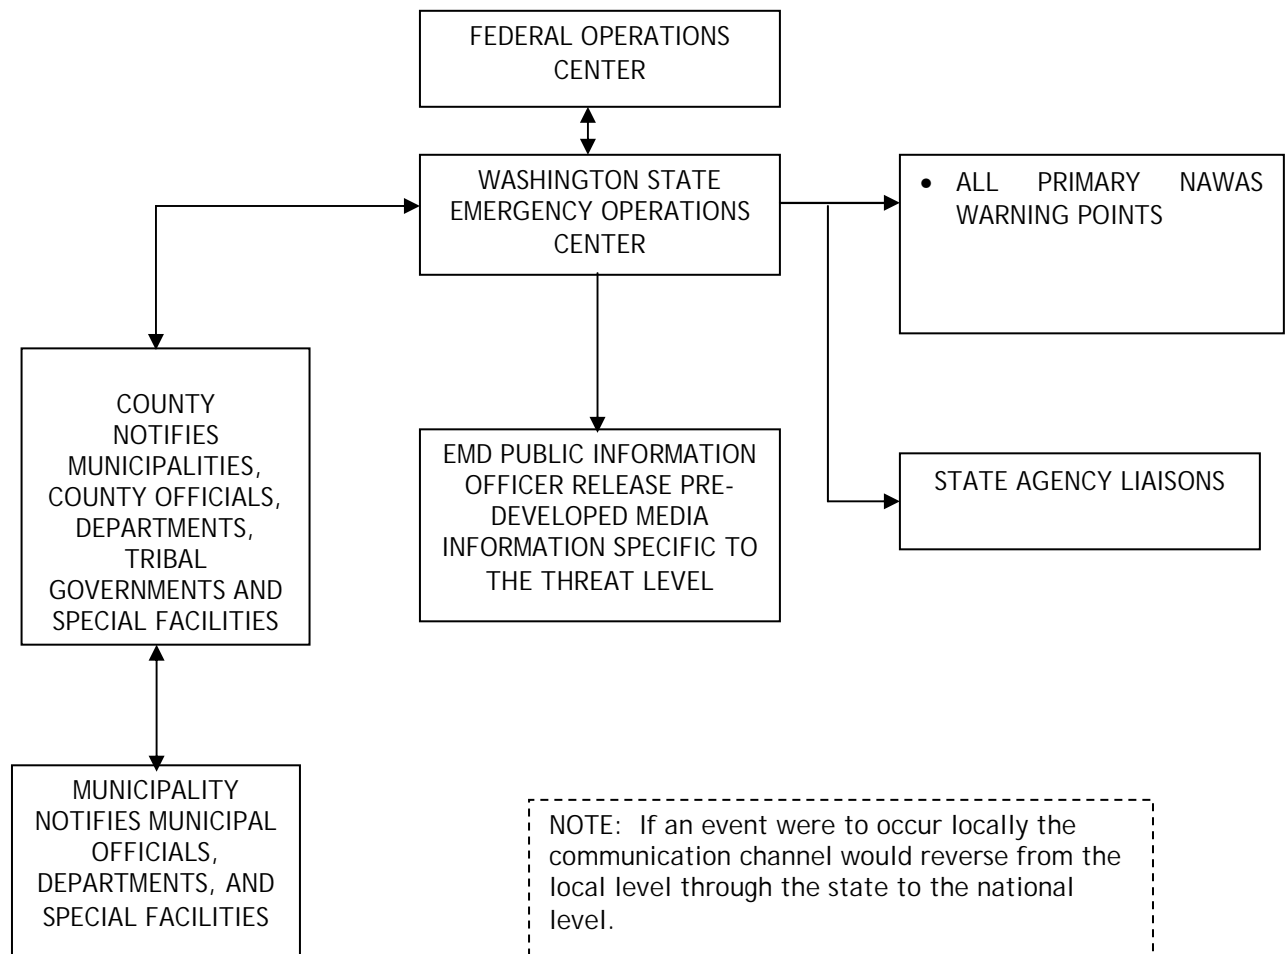 FEDERAL OPERATIONS
CENTER
WASHINGTON STATE
EMERGENCY OPERATIONS
CENTER
• ALL PRIMARY NAWAS
WARNING POINTS
COUNTY
NOTIFIES
MUNICIPALITIES,
COUNTY OFFICIALS,
DEPARTMENTS,
TRIBAL
GOVERNMENTS AND
SPECIAL FACILITIES
EMD PUBLIC INFORMATION
OFFICER RELEASE PRE-
DEVELOPED MEDIA
INFORMATION SPECIFIC TO
THE THREAT LEVEL
STATE AGENCY LIAISONS
MUNICIPALITY
NOTIFIES MUNICIPAL
OFFICIALS,
DEPARTMENTS, AND
SPECIAL FACILITIES
NOTE:  If an event were to occur locally the
communication channel would reverse from the
local level through the state to the national
level.